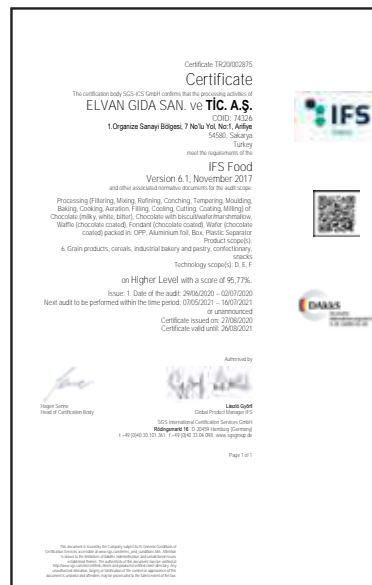 Certificate TR20/002875
Certificate
The certification body SGS-ICS GmbH confirms that the processing activities of
ELVAN GIDA SAN. ve TİC. A.Ş.
COID: 74326
1.Organize Sanayi Bölgesi, 7 No'lu Yol, No:1, Arifiye
54580, Sakarya
Turkey
meet the requirements of the
IFS Food
Version 6.1, November 2017
and other associated normative documents for the audit scope:
Processing (Filtering, Mixing, Refining, Conching, Tempering, Moulding,
Baking, Cooking, Aeration, Filling, Cooling, Cutting, Coating, Milling) of
Chocolate (milky, white, bitter), Chocolate with biscuit/wafer/marshmallow,
Waffle (chocolate coated), Fondant (chocolate coated), Wafer (chocolate
coated) packed in: OPP, Aluminium foil, Box, Plastic Separator
Product scope(s):
6. Grain products, cereals, industrial bakery and pastry, confectionary,
snacks
Technology scope(s): D, E, F
on Higher Level with a score of 95,77%.
Issue: 1. Date of the audit: 29/06/2020 – 02/07/2020
Next audit to be performed within the time period: 07/05/2021 – 16/07/2021
or unannounced
Certificate issued on: 27/08/2020
Certificate valid until: 26/08/2021
Authorised by
Head of Certification Body
László Győrfi
Global Product Manager IFS
SGS-International Certification Services GmbH
Rödingsmarkt 16 D-20459 Hamburg (Germany)
www.sgsgroup.de
Page 1 of 1
IFS
DAkkS